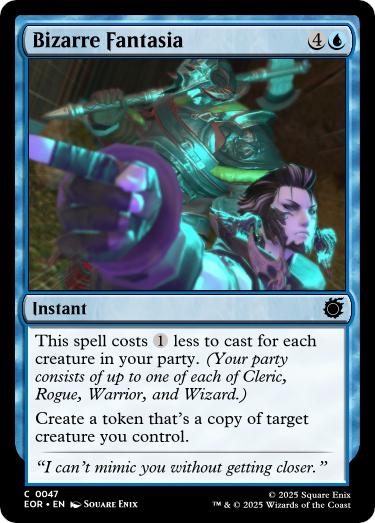 Bizarre Fantasia 4
Instant
This spell costs 1 less to cast for each
creature in your party. (Your party
consists of up to one of each of Cleric,
Rogue, Warrior, and Wizard.)
Create a token that's a copy of target
creature you control.
"I can't mimic you without getting closer."
C 0047
EOR • EN SQUARE ENIX
© 2025 Square Enix
™ & © 2025 Wizards of the Coast